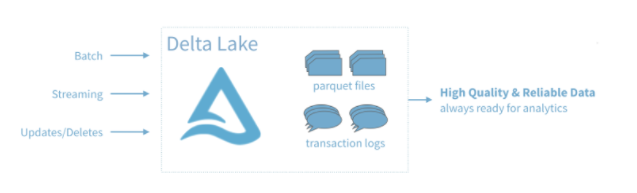 Delta Lake
Batch
Streaming
Updates/Deletes
parquet files
transaction logs
High Quality & Reliable Data
always ready for analytics